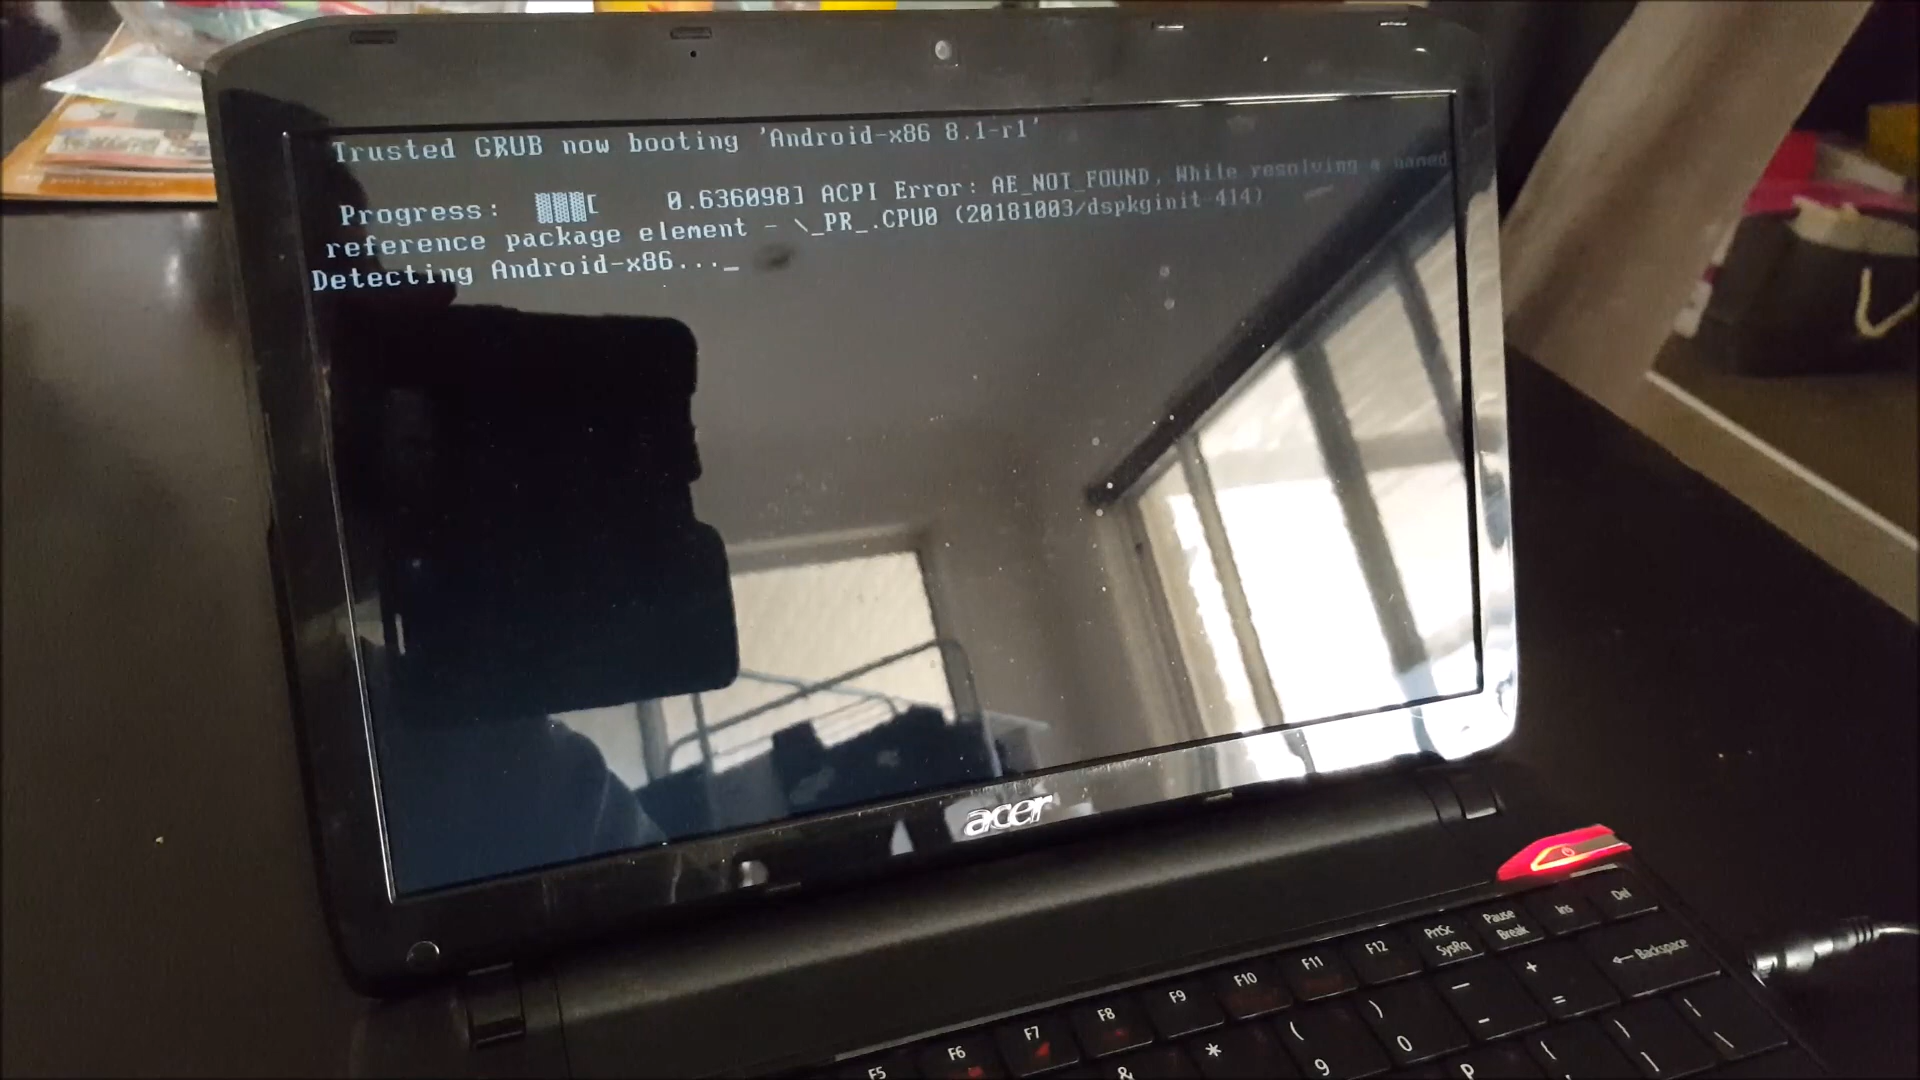 Trusted GRUB now booting 'Android-x86 8.1-r1'
Progress: ▒▒▒[ 0.636098] ACPI Error: AE_NOT_FOUND, While resolving a named
reference package element - \_PR_.CPU0 (20181003/dspkginit-414)
Detecting Android-x86..._
acer
Del
Ins
Pause
Break
PrtSc
SysRq
F12
F11
F10
F9
F8
F7
F6
F5
← Backspace
+
=
—
-
)
0
(
9
*
&
P
{
[
}
]
|
\